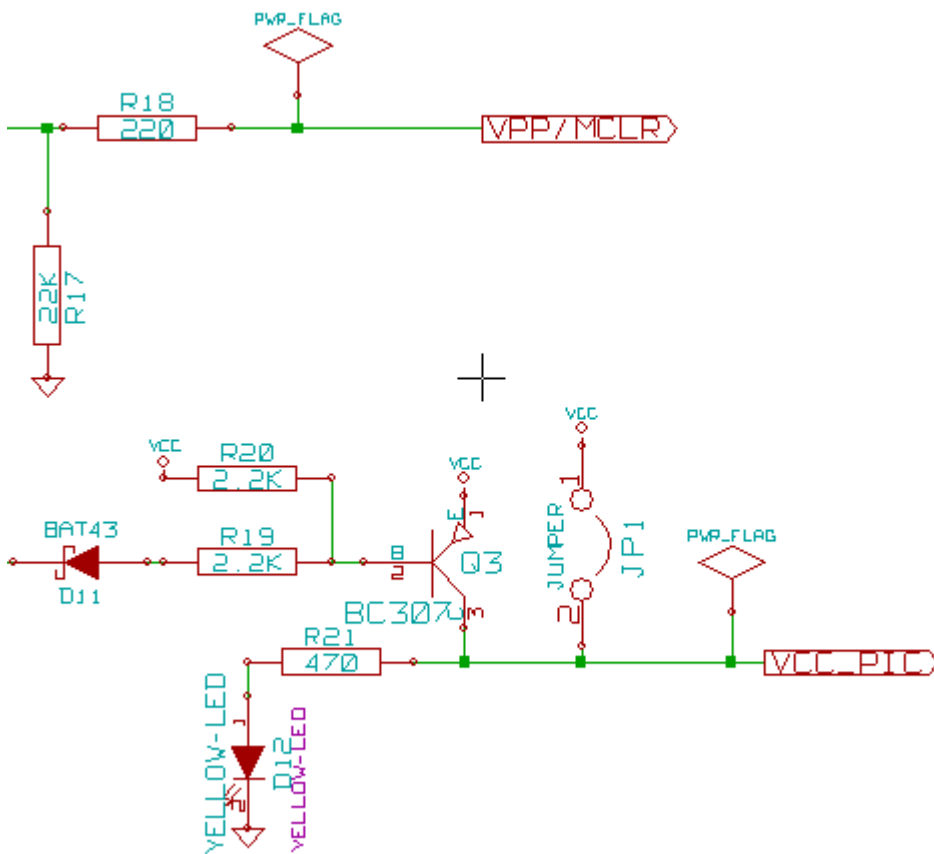 PWR_FLAG
R18
220
VPP/MCLR
22K
R17
VCC
R20
2.2K
VCC
VCC
BAT43
D11
R19
2.2K
B
2
E
1
Q3
BC307
C
3
1
JUMPER
JP1
2
PWR_FLAG
R21
470
VCC_PIC
YELLOW-LED
1
D12
2
YELLOW-LED